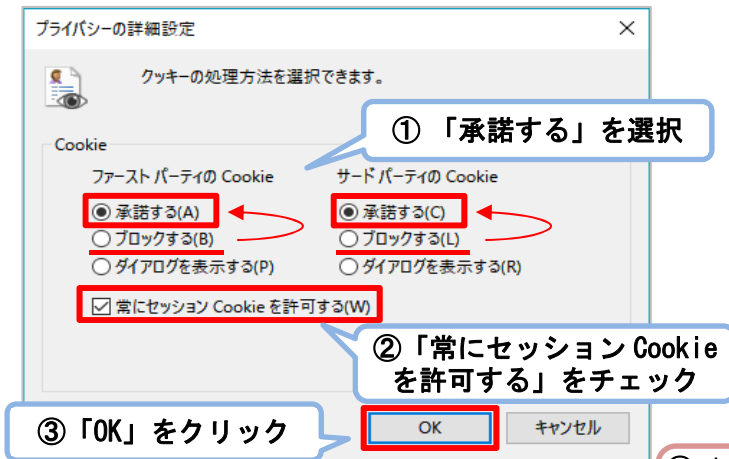 プライバシーの詳細設定
クッキーの処理方法を選択できます。
① 「承諾する」を選択
Cookie
ファースト パーティの Cookie
サード パーティの Cookie
承諾する(A)
承諾する(C)
ブロックする(B)
ブロックする(L)
ダイアログを表示する(P)
ダイアログを表示する(R)
常にセッション Cookie を許可する(W)
②「常にセッション Cookie
を許可する」をチェック
③「OK」をクリック
OK
キャンセル